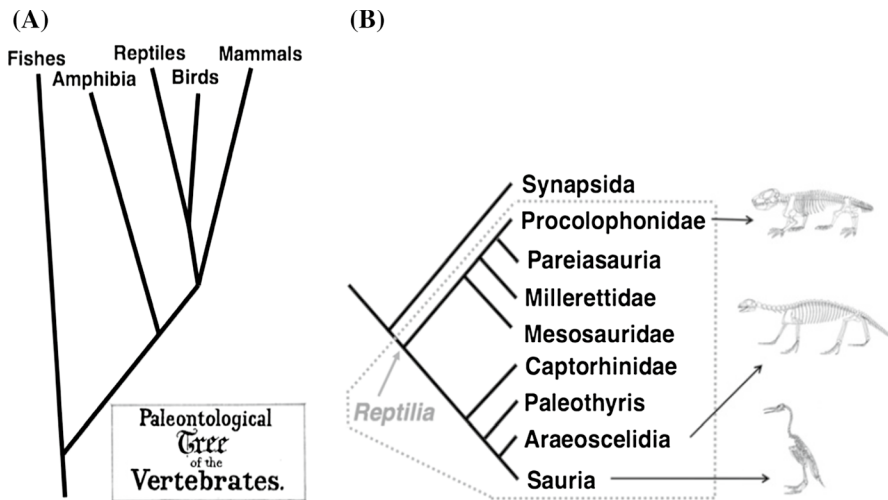 (A)
Fishes
Amphibia
Reptiles
Birds
Mammals
Paleontological
Tree
of the
Vertebrates.
(B)
Synapsida
Procolophonidae
Pareiasauria
Millerettidae
Mesosauridae
Captorhinidae
Paleothyris
Araeoscelidia
Sauria
Reptilia